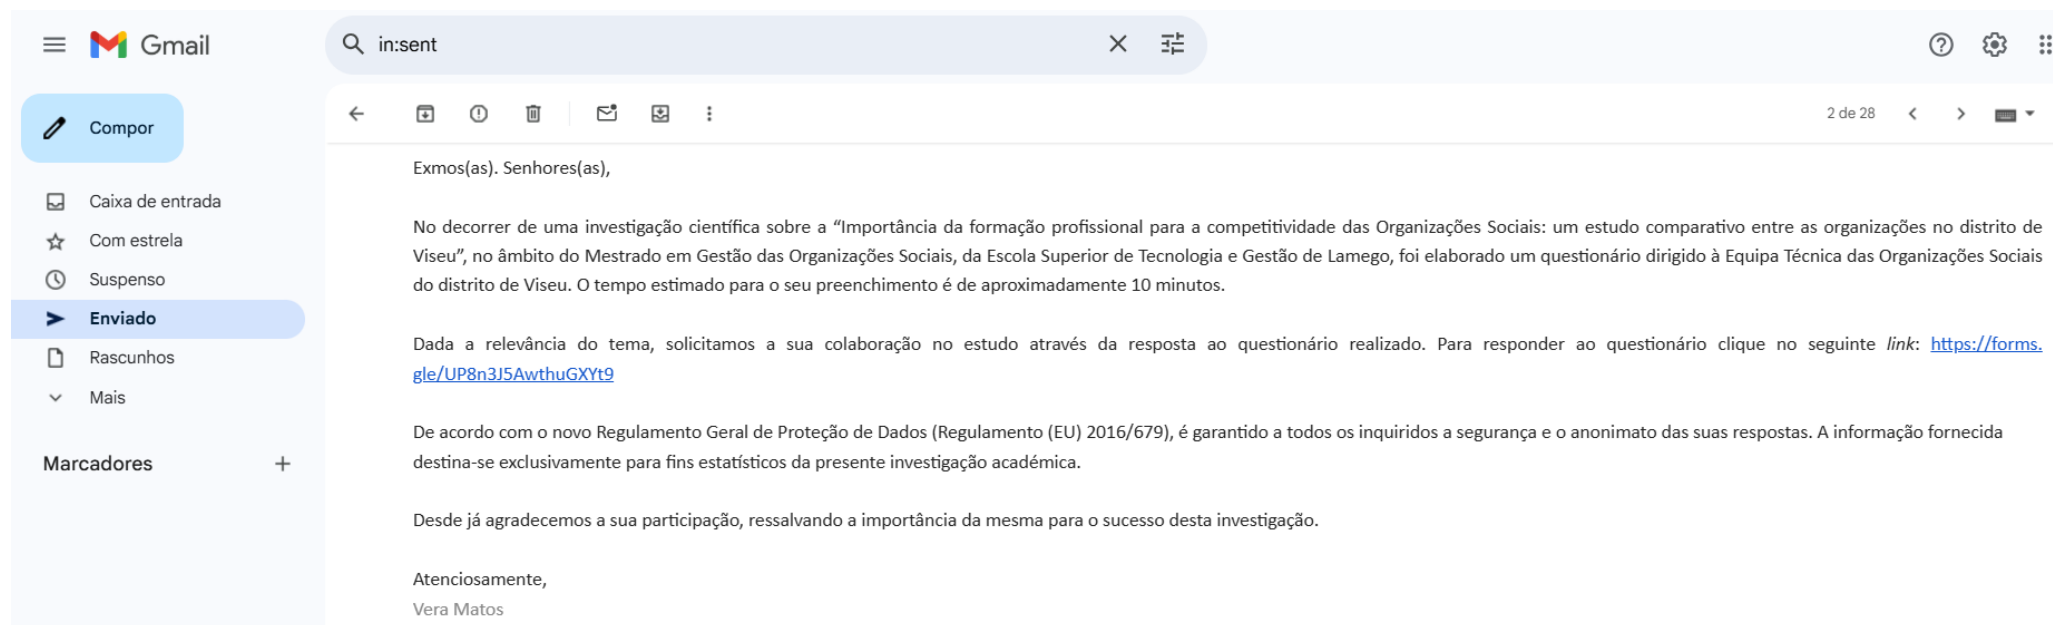 Gmail
in:sent
Compor
2 de 28
Caixa de entrada
Com estrela
Suspenso
Enviado
Rascunhos
Mais
Marcadores
Exmos(as). Senhores(as),
No decorrer de uma investigação científica sobre a “Importância da formação profissional para a competitividade das Organizações Sociais: um estudo comparativo entre as organizações no distrito de
Viseu”, no âmbito do Mestrado em Gestão das Organizações Sociais, da Escola Superior de Tecnologia e Gestão de Lamego, foi elaborado um questionário dirigido à Equipa Técnica das Organizações Sociais
do distrito de Viseu. O tempo estimado para o seu preenchimento é de aproximadamente 10 minutos.
Dada a relevância do tema, solicitamos a sua colaboração no estudo através da resposta ao questionário realizado. Para responder ao questionário clique no seguinte link: https://forms.
gle/UP8n3J5AwthuGXYt9
De acordo com o novo Regulamento Geral de Proteção de Dados (Regulamento (EU) 2016/679), é garantido a todos os inquiridos a segurança e o anonimato das suas respostas. A informação fornecida
destina-se exclusivamente para fins estatísticos da presente investigação académica.
Desde já agradecemos a sua participação, ressalvando a importância da mesma para o sucesso desta investigação.
Atenciosamente,
Vera Matos